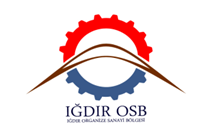 IĞDIR OSB
IĞDIR ORGANİZE SANAYİ BÖLGESİ